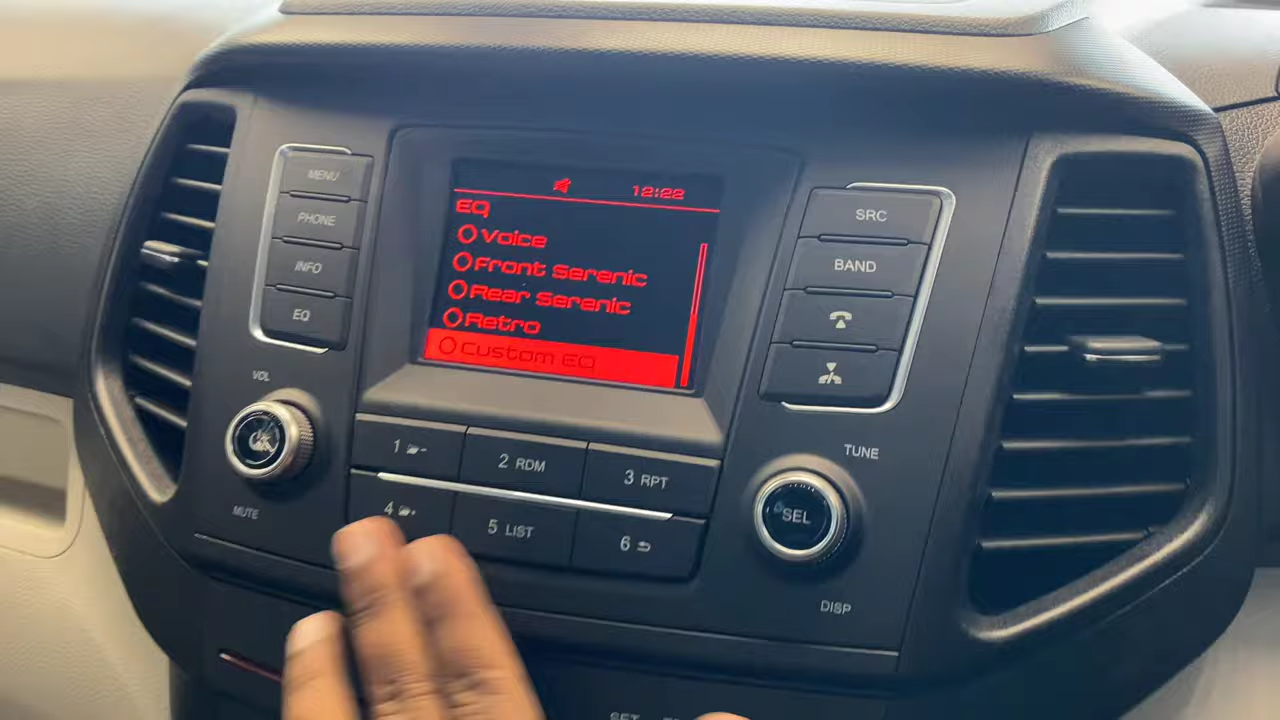 12:22
EQ
Voice
Front Serenic
Rear Serenic
Retro
Custom EQ
MENU
PHONE
INFO
EQ
VOL
MUTE
SRC
BAND
TUNE
SEL
DISP
1
2 RDM
3 RPT
4
5 LIST
6
SET